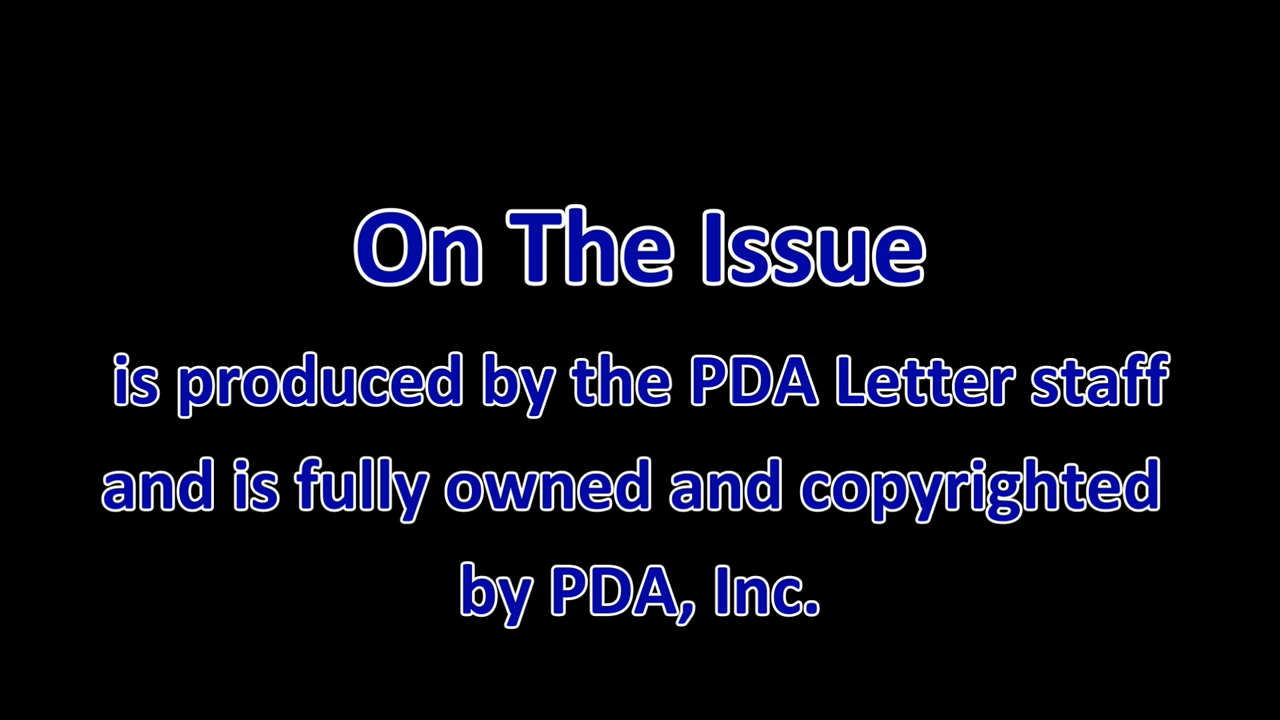 On The Issue
is produced by the PDA Letter staff
and is fully owned and copyrighted
by PDA, Inc.